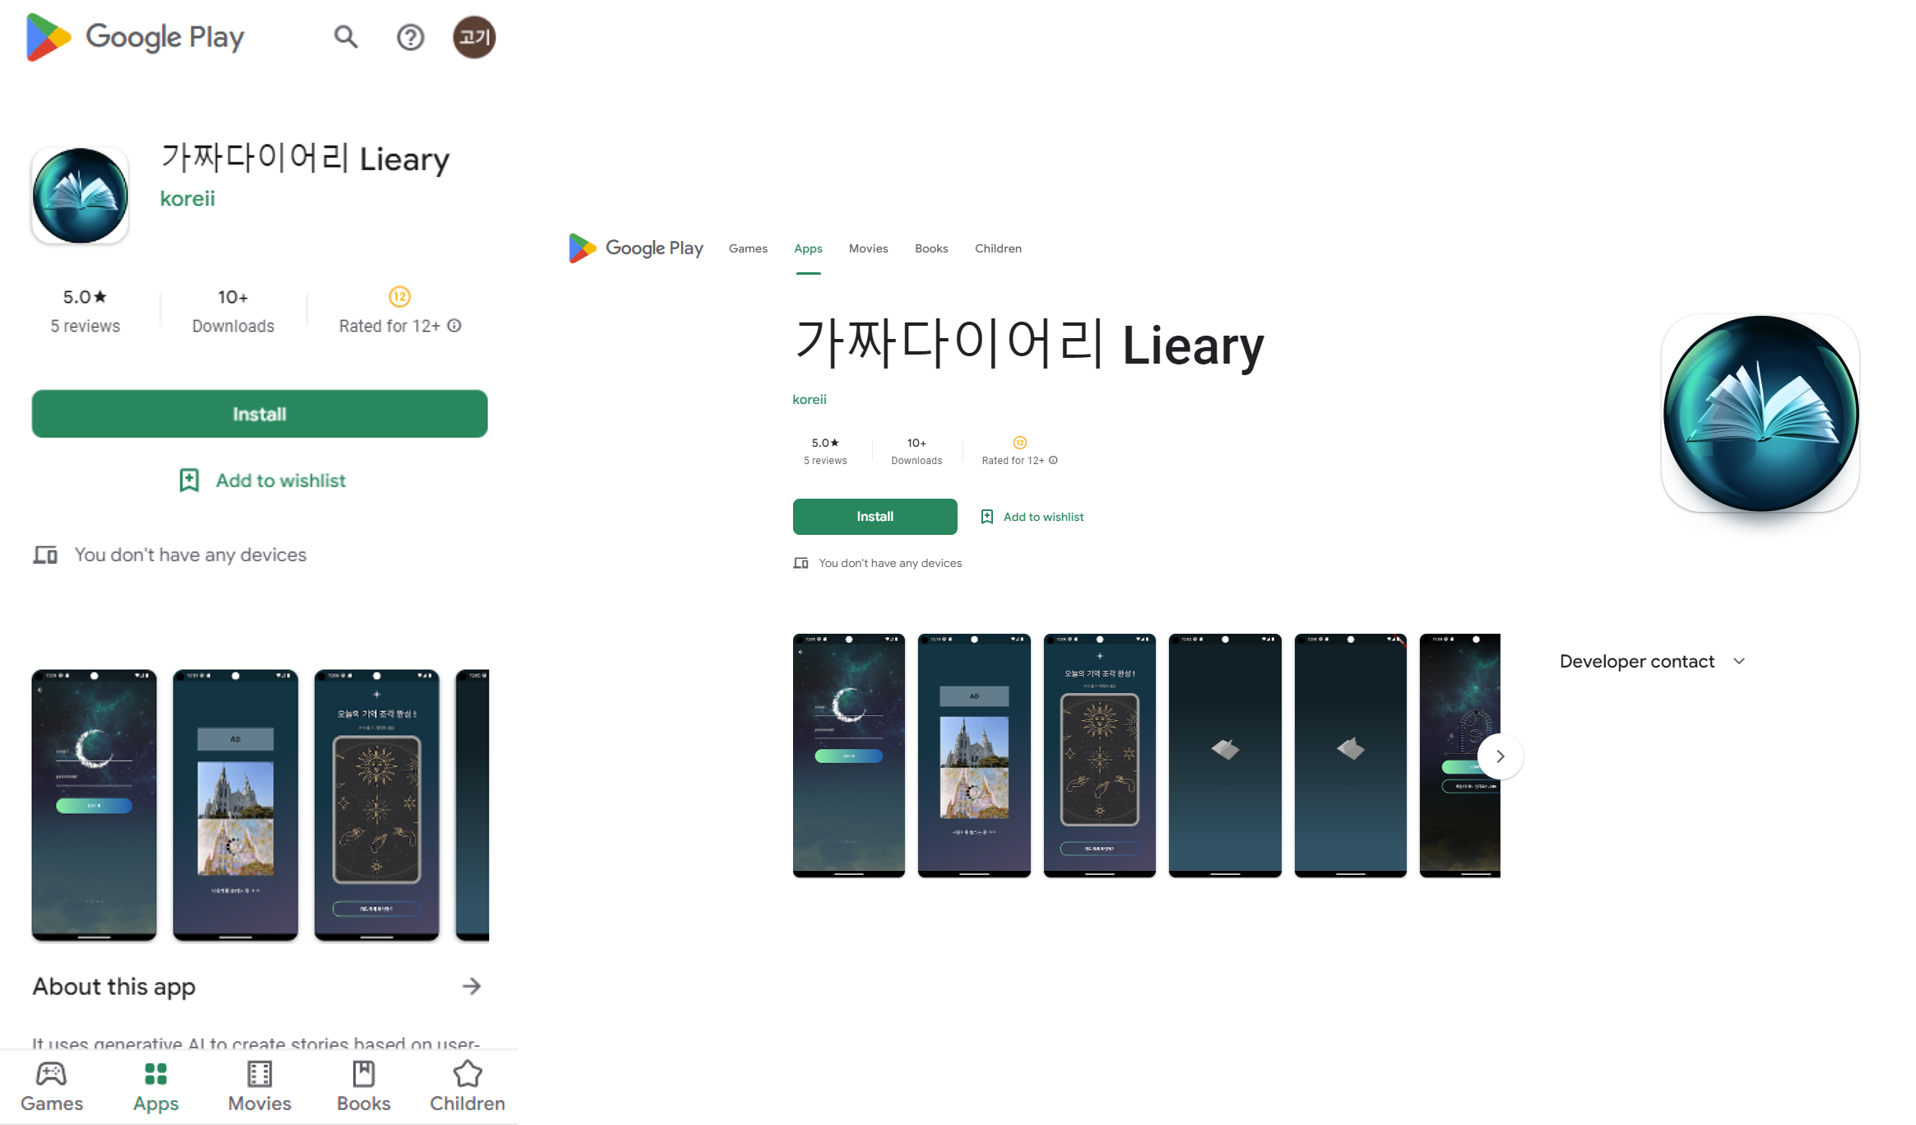 Google Play
고기
가짜다이어리 Lieary
koreii
5.0★
5 reviews
10+
Downloads
12
Rated for 12+
Install
Add to wishlist
You don't have any devices
AD
오늘의 기억 조각 완성 !
About this app
It uses generative AI to create stories based on user-
Games
Apps
Movies
Books
Children
Google Play
Games
Apps
Movies
Books
Children
가짜다이어리 Lieary
koreii
5.0★
5 reviews
10+
Downloads
12
Rated for 12+
Install
Add to wishlist
You don't have any devices
password
AD
오늘의 기억 조각 완성 !
Developer contact